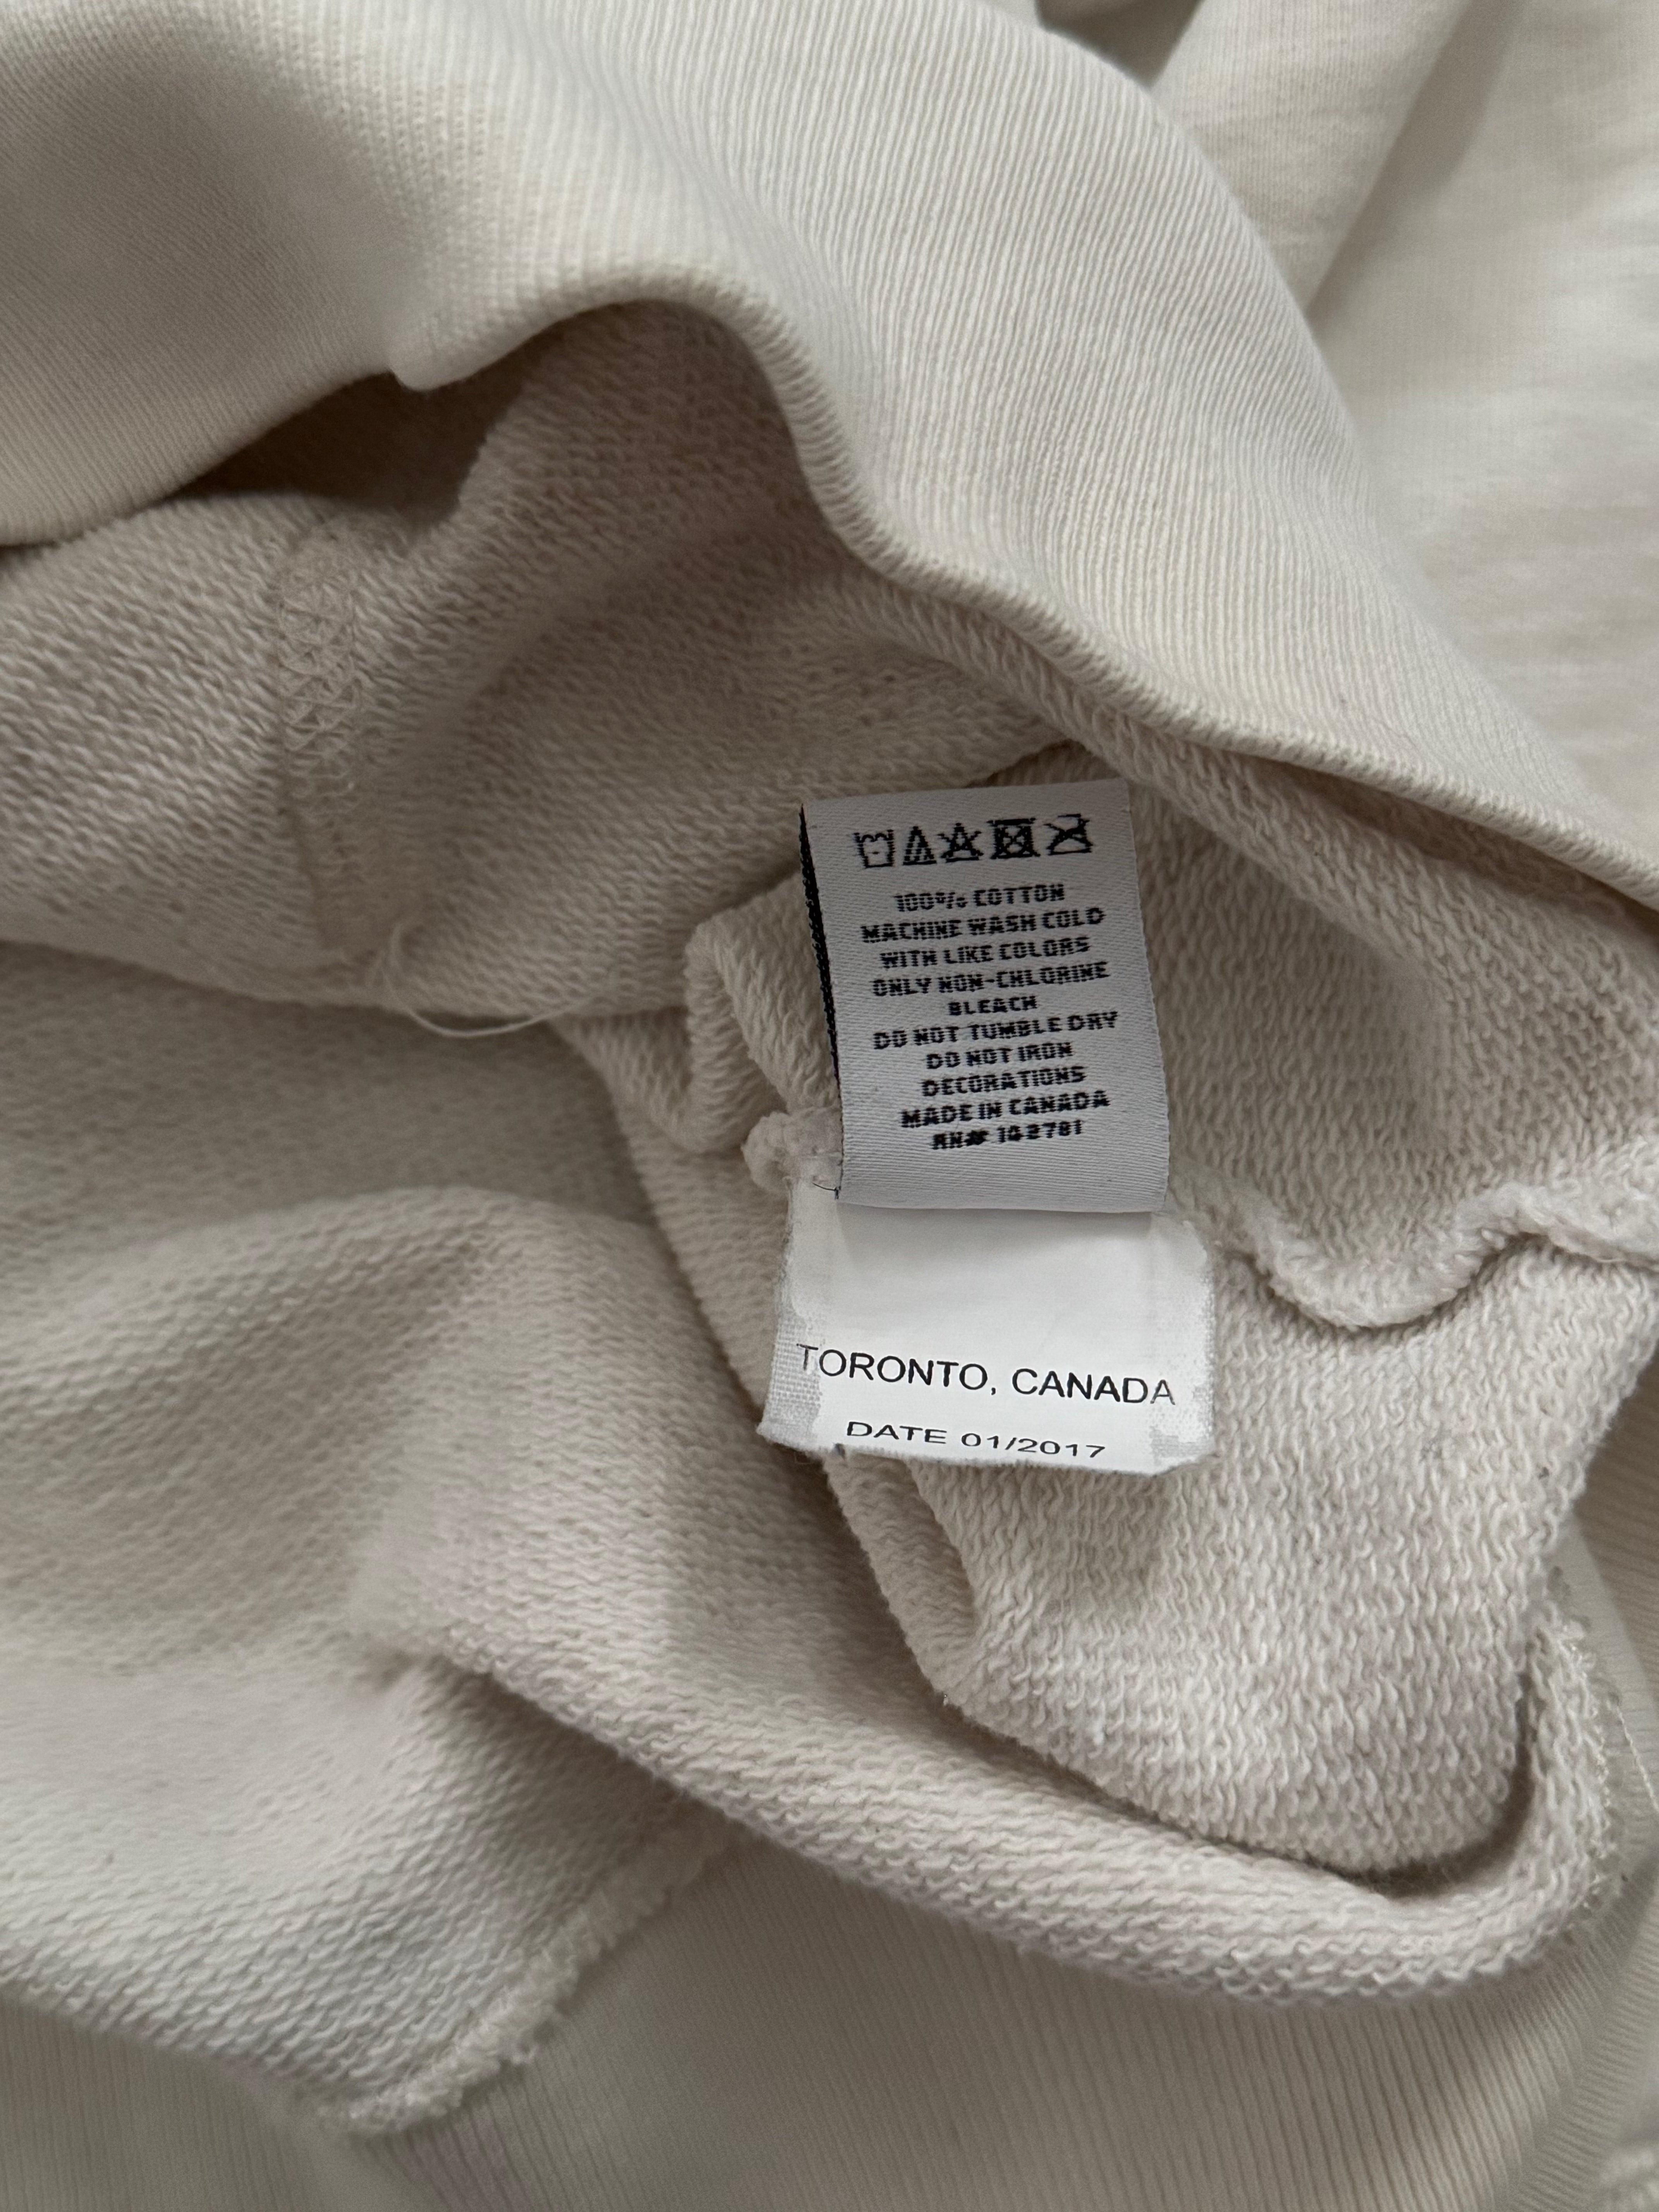 100% COTTON
MACHINE WASH COLD
WITH LIKE COLORS
ONLY NON-CHLORINE
BLEACH
DO NOT TUMBLE DRY
DO NOT IRON
DECORATIONS
MADE IN CANADA
RN# 142781
TORONTO, CANADA
DATE 01/2017